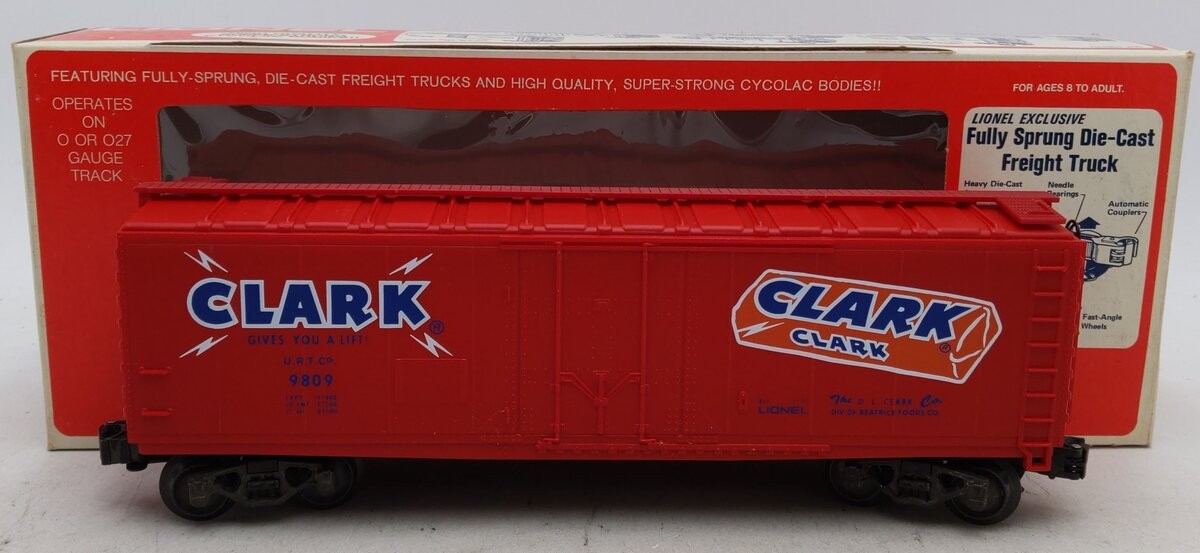 FEATURING FULLY-SPRUNG, DIE-CAST FREIGHT TRUCKS AND HIGH QUALITY, SUPER-STRONG CYCOLAC BODIES!!
FOR AGES 8 TO ADULT.
OPERATES
ON
O OR O27
GAUGE
TRACK
LIONEL EXCLUSIVE
Fully Sprung Die-Cast
Freight Truck
Heavy Die-Cast
Needle
Bearings
Automatic
Couplers
Fast-Angle
Wheels
CLARK
®
GIVES YOU A LIFT!
U.R.T. Co.
9809
CLARK
CLARK
®
LIONEL
The D. L. CLARK Co.
DIV. OF BEATRICE FOODS CO.